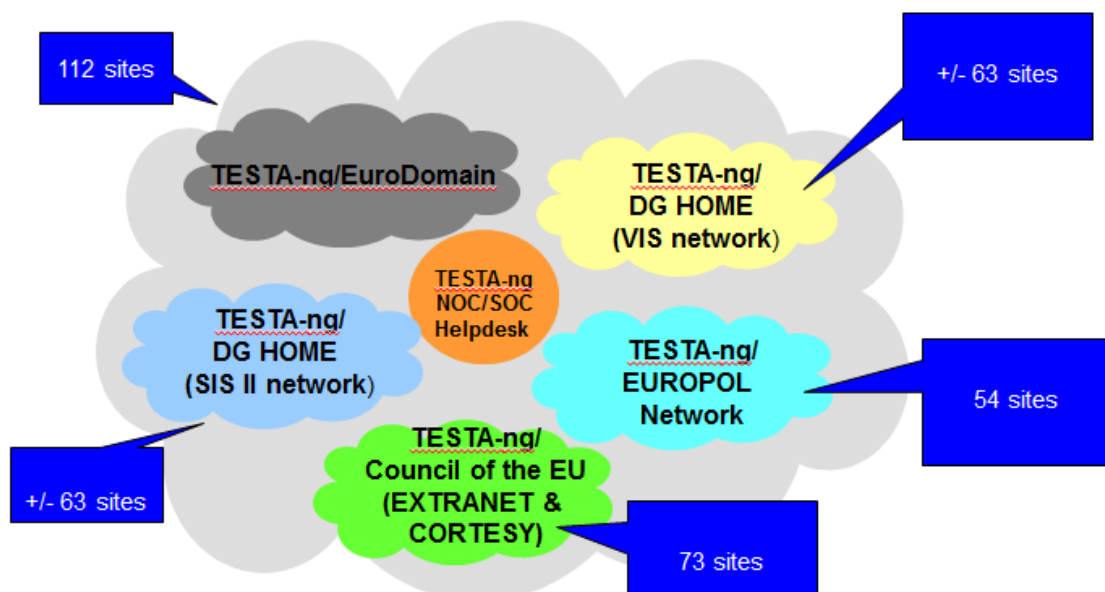 112 sites
+/- 63 sites
TESTA-ng/EuroDomain
TESTA-ng/
DG HOME
(VIS network)
TESTA-ng
NOC/SOC
Helpdesk
TESTA-ng/
DG HOME
(SIS II network)
TESTA-ng/
EUROPOL
Network
54 sites
TESTA-ng/
Council of the EU
(EXTRANET &
CORTESY)
+/- 63 sites
73 sites